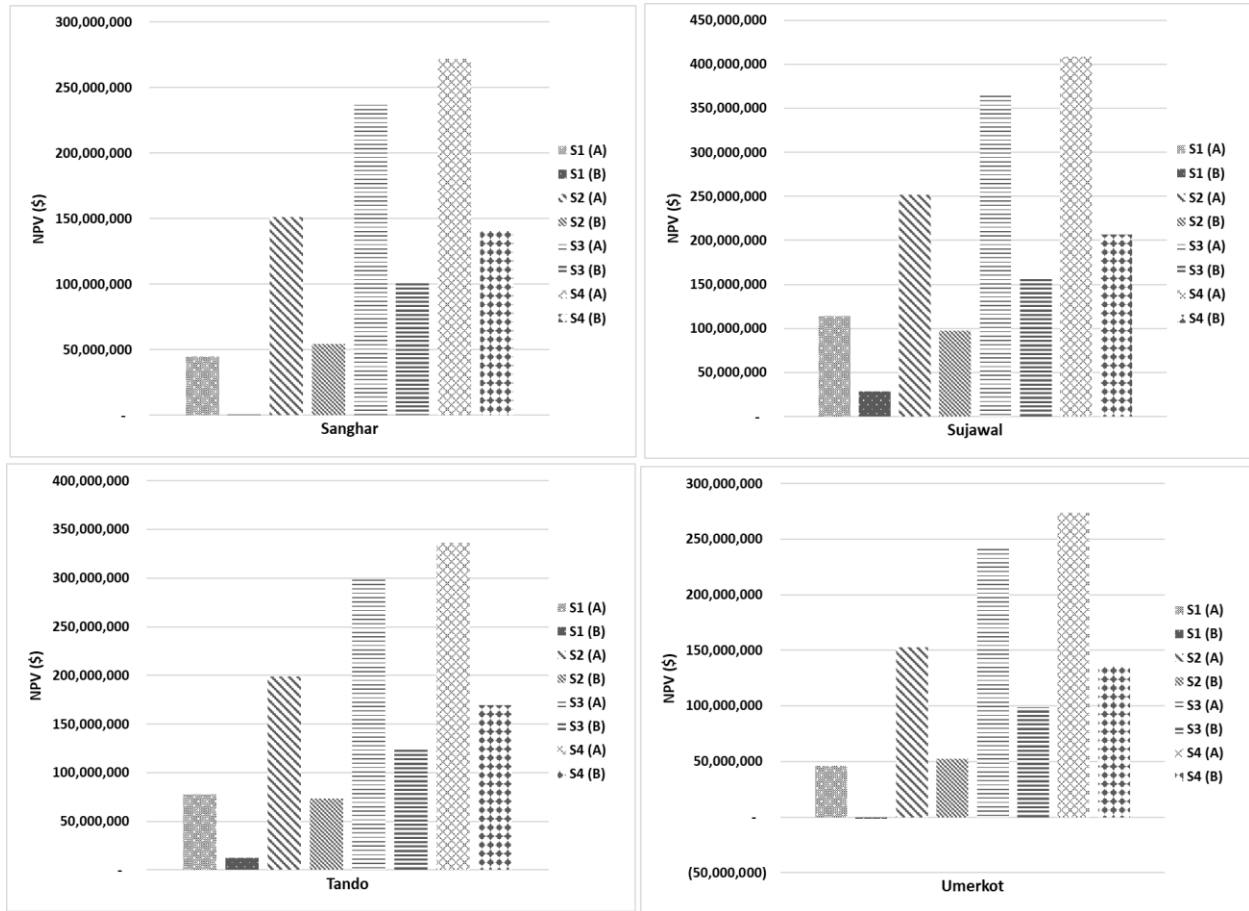 300,000,000
250,000,000
200,000,000
150,000,000
100,000,000
50,000,000
-
NPV ($)
Sanghar
S1 (A)
S1 (B)
S2 (A)
S2 (B)
S3 (A)
S3 (B)
S4 (A)
S4 (B)
450,000,000
400,000,000
350,000,000
300,000,000
250,000,000
200,000,000
150,000,000
100,000,000
50,000,000
-
NPV ($)
Sujawal
S1 (A)
S1 (B)
S2 (A)
S2 (B)
S3 (A)
S3 (B)
S4 (A)
S4 (B)
400,000,000
350,000,000
300,000,000
250,000,000
200,000,000
150,000,000
100,000,000
50,000,000
-
NPV ($)
Tando
S1 (A)
S1 (B)
S2 (A)
S2 (B)
S3 (A)
S3 (B)
S4 (A)
S4 (B)
300,000,000
250,000,000
200,000,000
150,000,000
100,000,000
50,000,000
-
(50,000,000)
NPV ($)
Umerkot
S1 (A)
S1 (B)
S2 (A)
S2 (B)
S3 (A)
S3 (B)
S4 (A)
S4 (B)